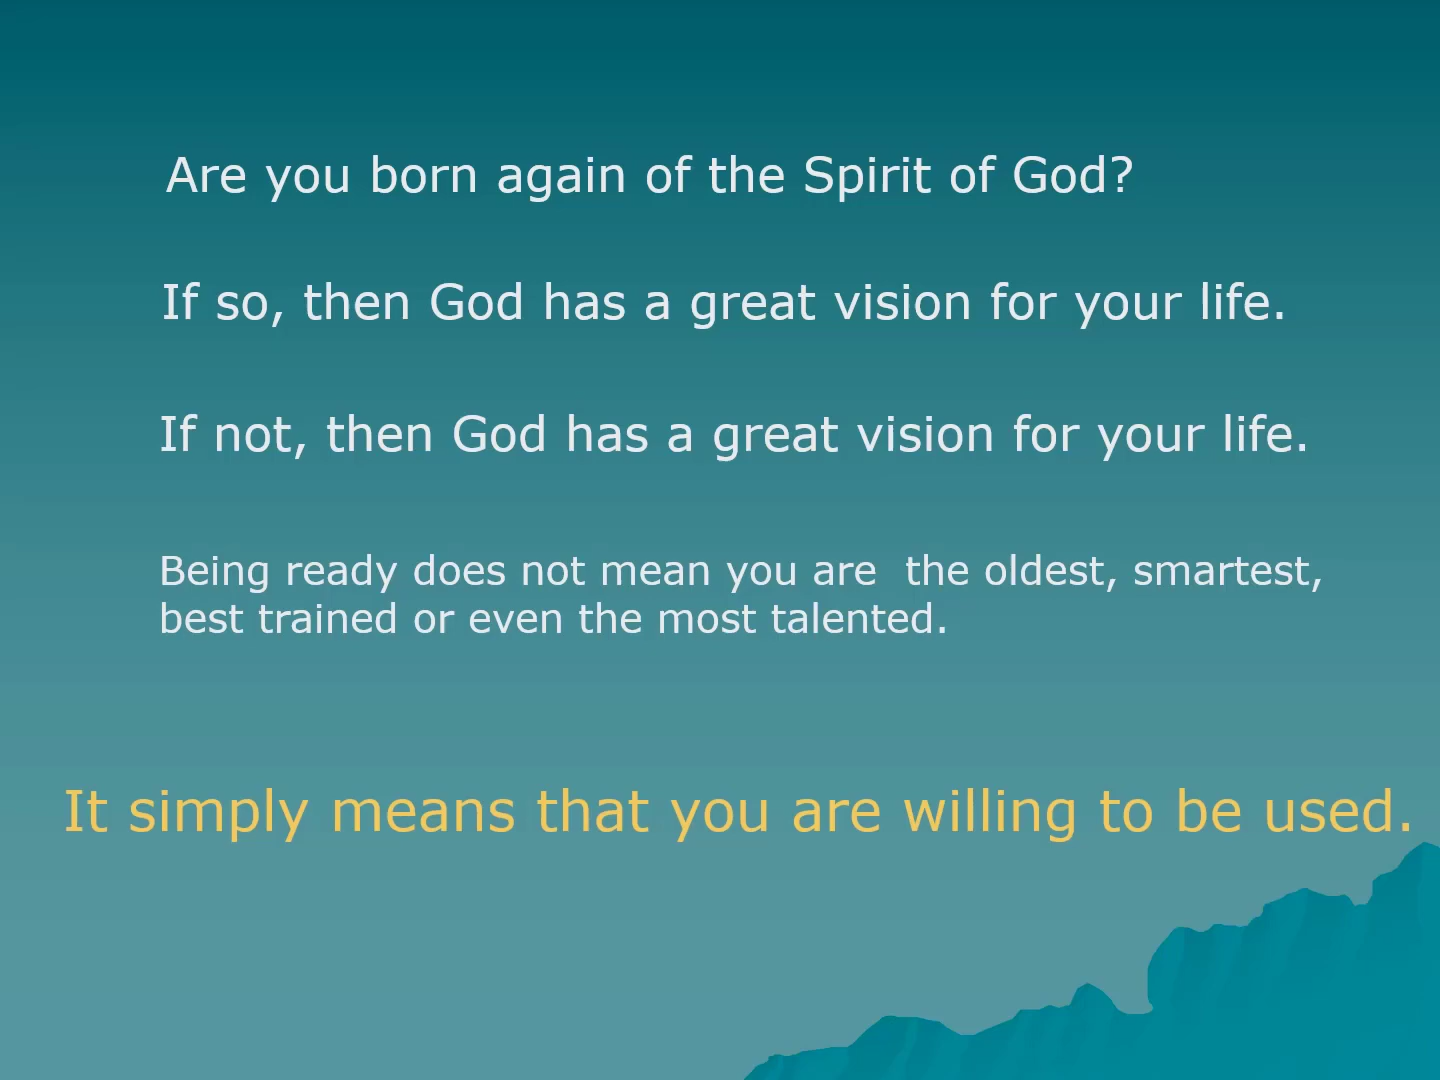 Are you born again of the Spirit of God?
If so, then God has a great vision for your life.
If not, then God has a great vision for your life.
Being ready does not mean you are  the oldest, smartest,
best trained or even the most talented.
It simply means that you are willing to be used.